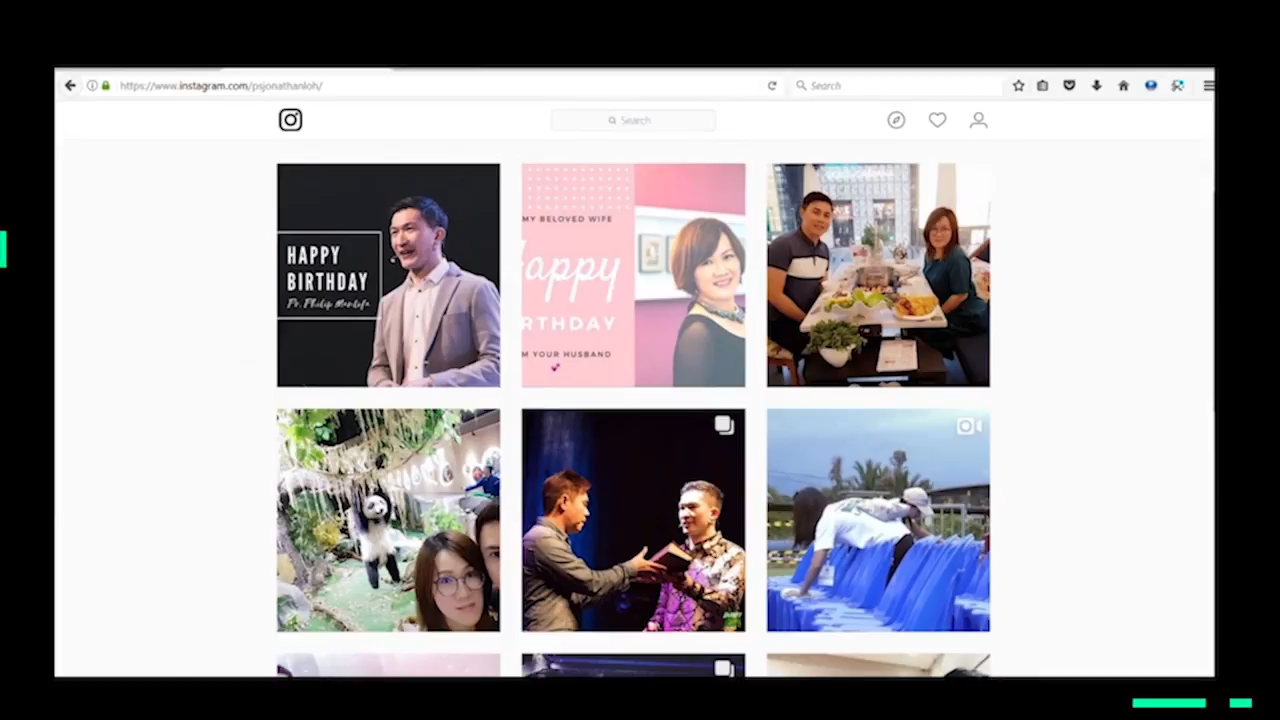 https://www.instagram.com/psjonathanloh/
Search
Search
HAPPY
BIRTHDAY
Ps. Philip Mantofa
MY BELOVED WIFE
appy
RTHDAY
M YOUR HUSBAND